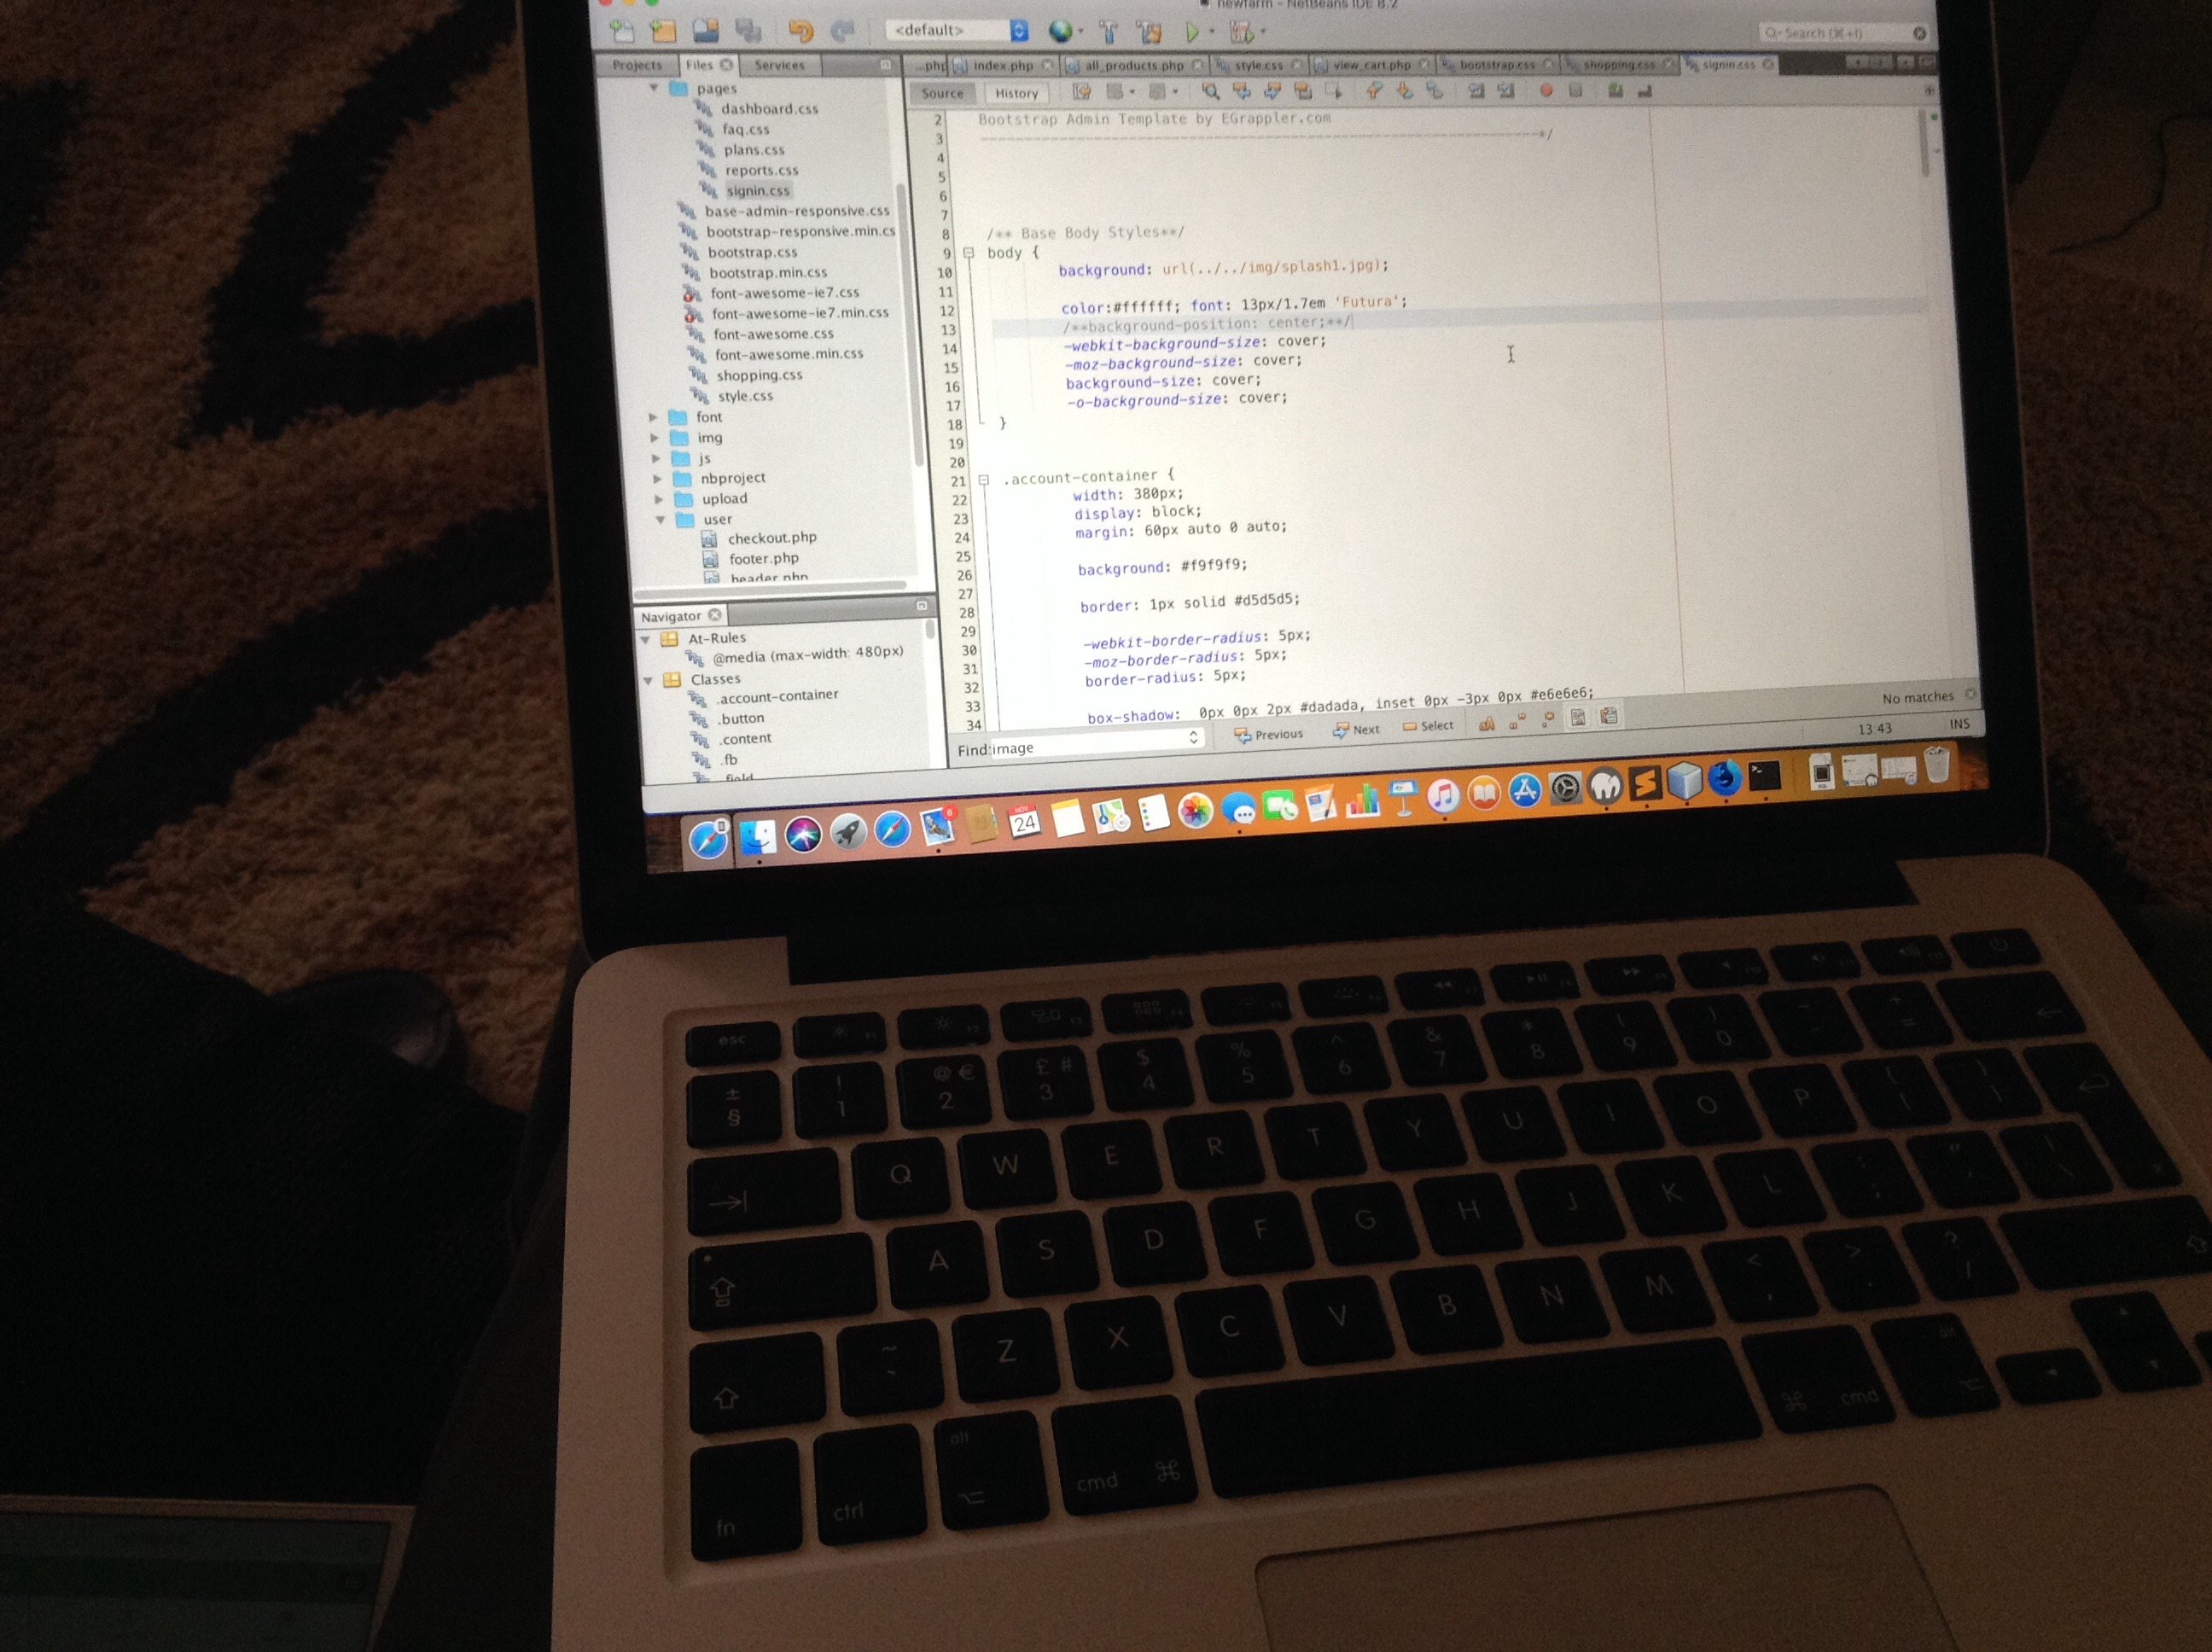 newfarm - NetBeans IDE 8.2
<default>
Search (⌘+I)
Projects Files Services
...php index.php all_products.php style.css view_cart.php bootstrap.css shopping.css signin.css
Source History
pages
dashboard.css
faq.css
plans.css
reports.css
signin.css
base-admin-responsive.css
bootstrap-responsive.min.cs
bootstrap.css
bootstrap.min.css
font-awesome-ie7.css
font-awesome-ie7.min.css
font-awesome.css
font-awesome.min.css
shopping.css
style.css
font
img
js
nbproject
upload
user
checkout.php
footer.php
header.php
Navigator
At-Rules
@media (max-width: 480px)
Classes
.account-container
.button
.content
.fb
.field
2 Bootstrap Admin Template by EGrappler.com
3 ------------------------------------------------------------------*/
4
5
6
7
8 /** Base Body Styles**/
9 body {
10 background: url(../../img/splash1.jpg);
11
12 color:#ffffff; font: 13px/1.7em 'Futura';
13 /**background-position: center;**/
14 -webkit-background-size: cover;
15 -moz-background-size: cover;
16 background-size: cover;
17 -o-background-size: cover;
18 }
19
20
21 .account-container {
22 width: 380px;
23 display: block;
24 margin: 60px auto 0 auto;
25
26 background: #f9f9f9;
27
28 border: 1px solid #d5d5d5;
29
30 -webkit-border-radius: 5px;
31 -moz-border-radius: 5px;
32 border-radius: 5px;
33
34 box-shadow: 0px 0px 2px #dadada, inset 0px -3px 0px #e6e6e6;
Find: image Previous Next Select No matches
13:43 INS
NOV
24
esc
± ! @ € £ # $ % ^ & * ( ) - +
§ 1 2 3 4 5 6 7 8 9 0 - =
Q W E R T Y U I O P
A S D F G H J K L ; "
~ Z X C V B N M < > ?
` , . /
fn ctrl alt cmd ⌘ ⌘ cmd alt